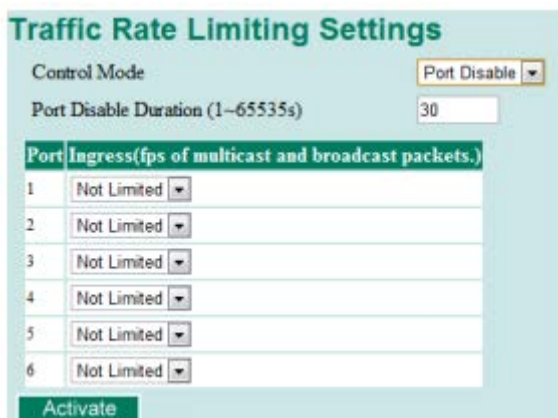 Traffic Rate Limiting Settings
Control Mode Port Disable
Port Disable Duration (1~65535s) 30
Port Ingress(fps of multicast and broadcast packets.)
1 Not Limited
2 Not Limited
3 Not Limited
4 Not Limited
5 Not Limited
6 Not Limited
Activate